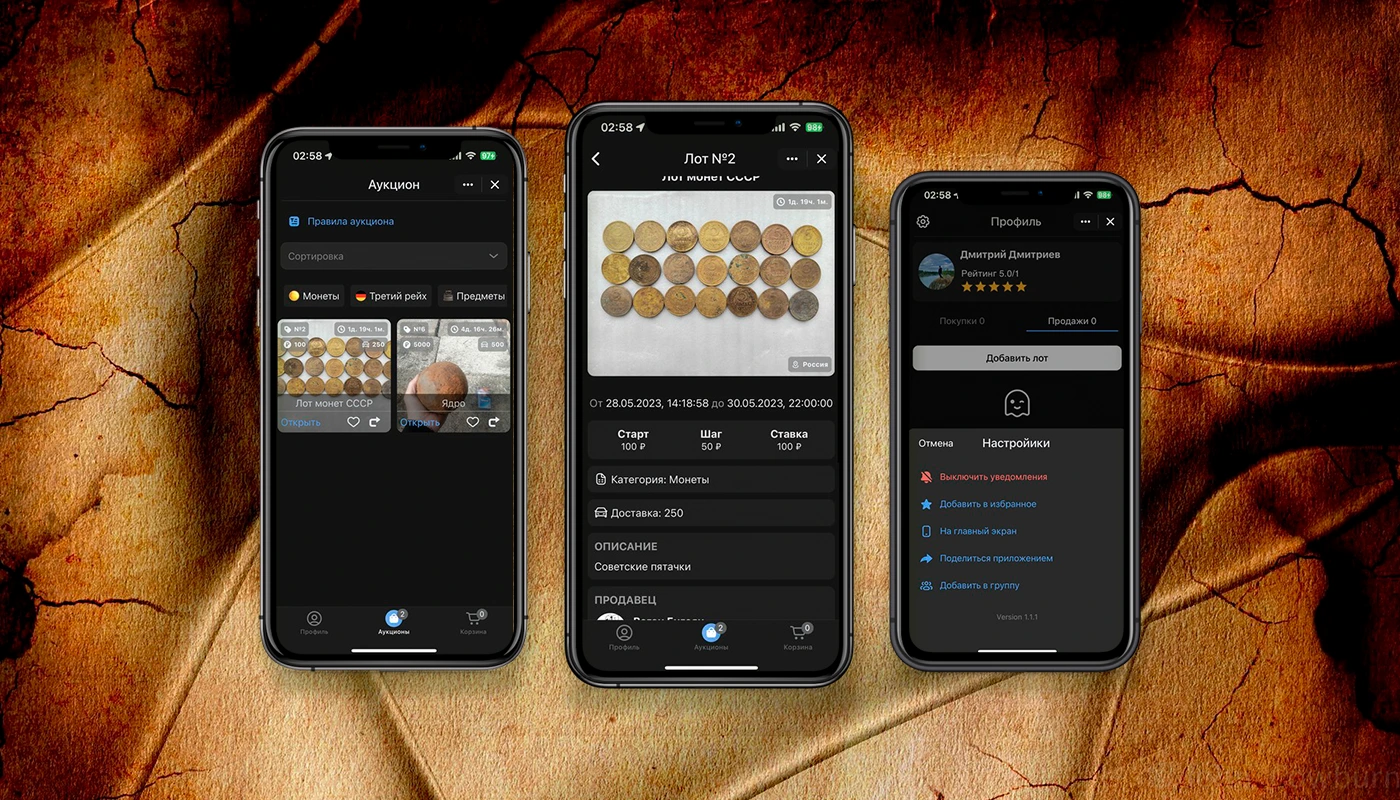 02:58
97
Аукцион
Правила аукциона
Сортировка
Монеты
Третий рейх
Предметы
№2
1д. 19ч. 1м.
100
250
Лот монет СССР
Открыть
№6
4д. 16ч. 26м.
5000
500
Ядро
Открыть
Профиль
Аукционы
2
Корзина
0
02:58
98
Лот №2
Лот монет СССР
1д. 19ч. 1м.
Россия
От 28.05.2023, 14:18:58 до 30.05.2023, 22:00:00
Старт
100 ₽
Шаг
50 ₽
Ставка
100 ₽
Категория: Монеты
Доставка: 250
ОПИСАНИЕ
Советские пятачки
ПРОДАВЕЦ
Профиль
Аукционы
2
Корзина
0
02:58
98
Профиль
Дмитрий Дмитриев
Рейтинг 5.0/1
Покупки 0
Продажи 0
Добавить лот
Отмена
Настройки
Выключить уведомления
Добавить в избранное
На главный экран
Поделиться приложением
Добавить в группу
Version 1.1.1